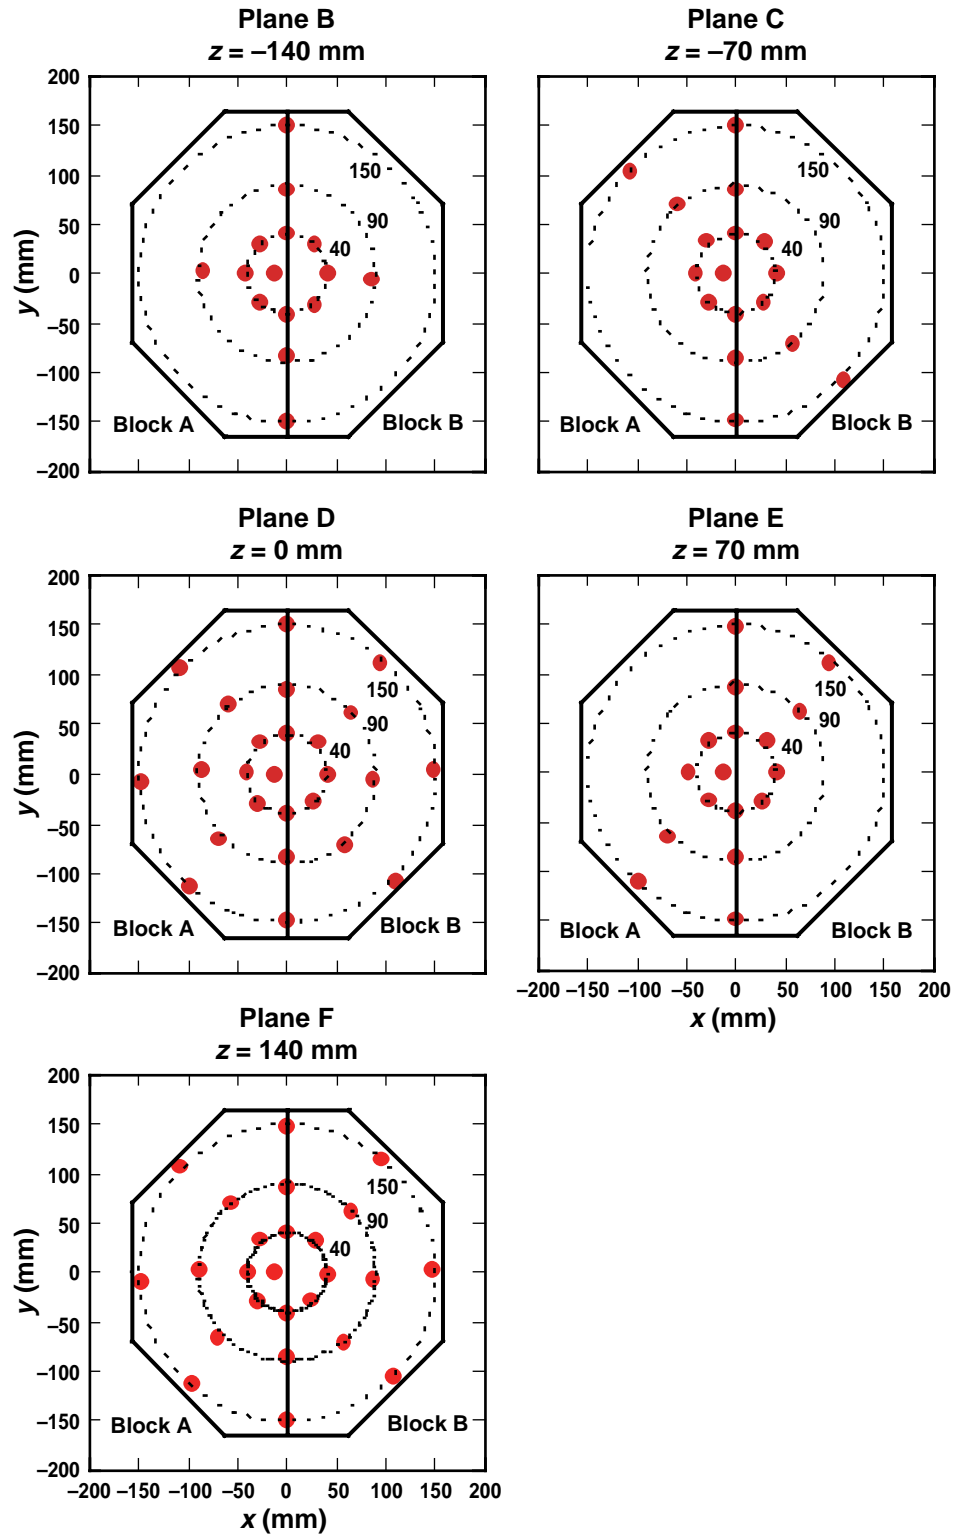 Plane B
z = –140 mm
Plane C
z = –70 mm
200
150
100
50
0
–50
–100
–150
–200
y (mm)
150
90
40
Block A
Block B
150
90
40
Block A
Block B
Plane D
z = 0 mm
Plane E
z = 70 mm
200
150
100
50
0
–50
–100
–150
–200
y (mm)
150
90
40
Block A
Block B
150
90
40
Block A
Block B
–200 –150 –100 –50 0 50 100 150 200
x (mm)
Plane F
z = 140 mm
200
150
100
50
0
–50
–100
–150
–200
y (mm)
150
90
40
Block A
Block B
–200 –150 –100 –50 0 50 100 150 200
x (mm)